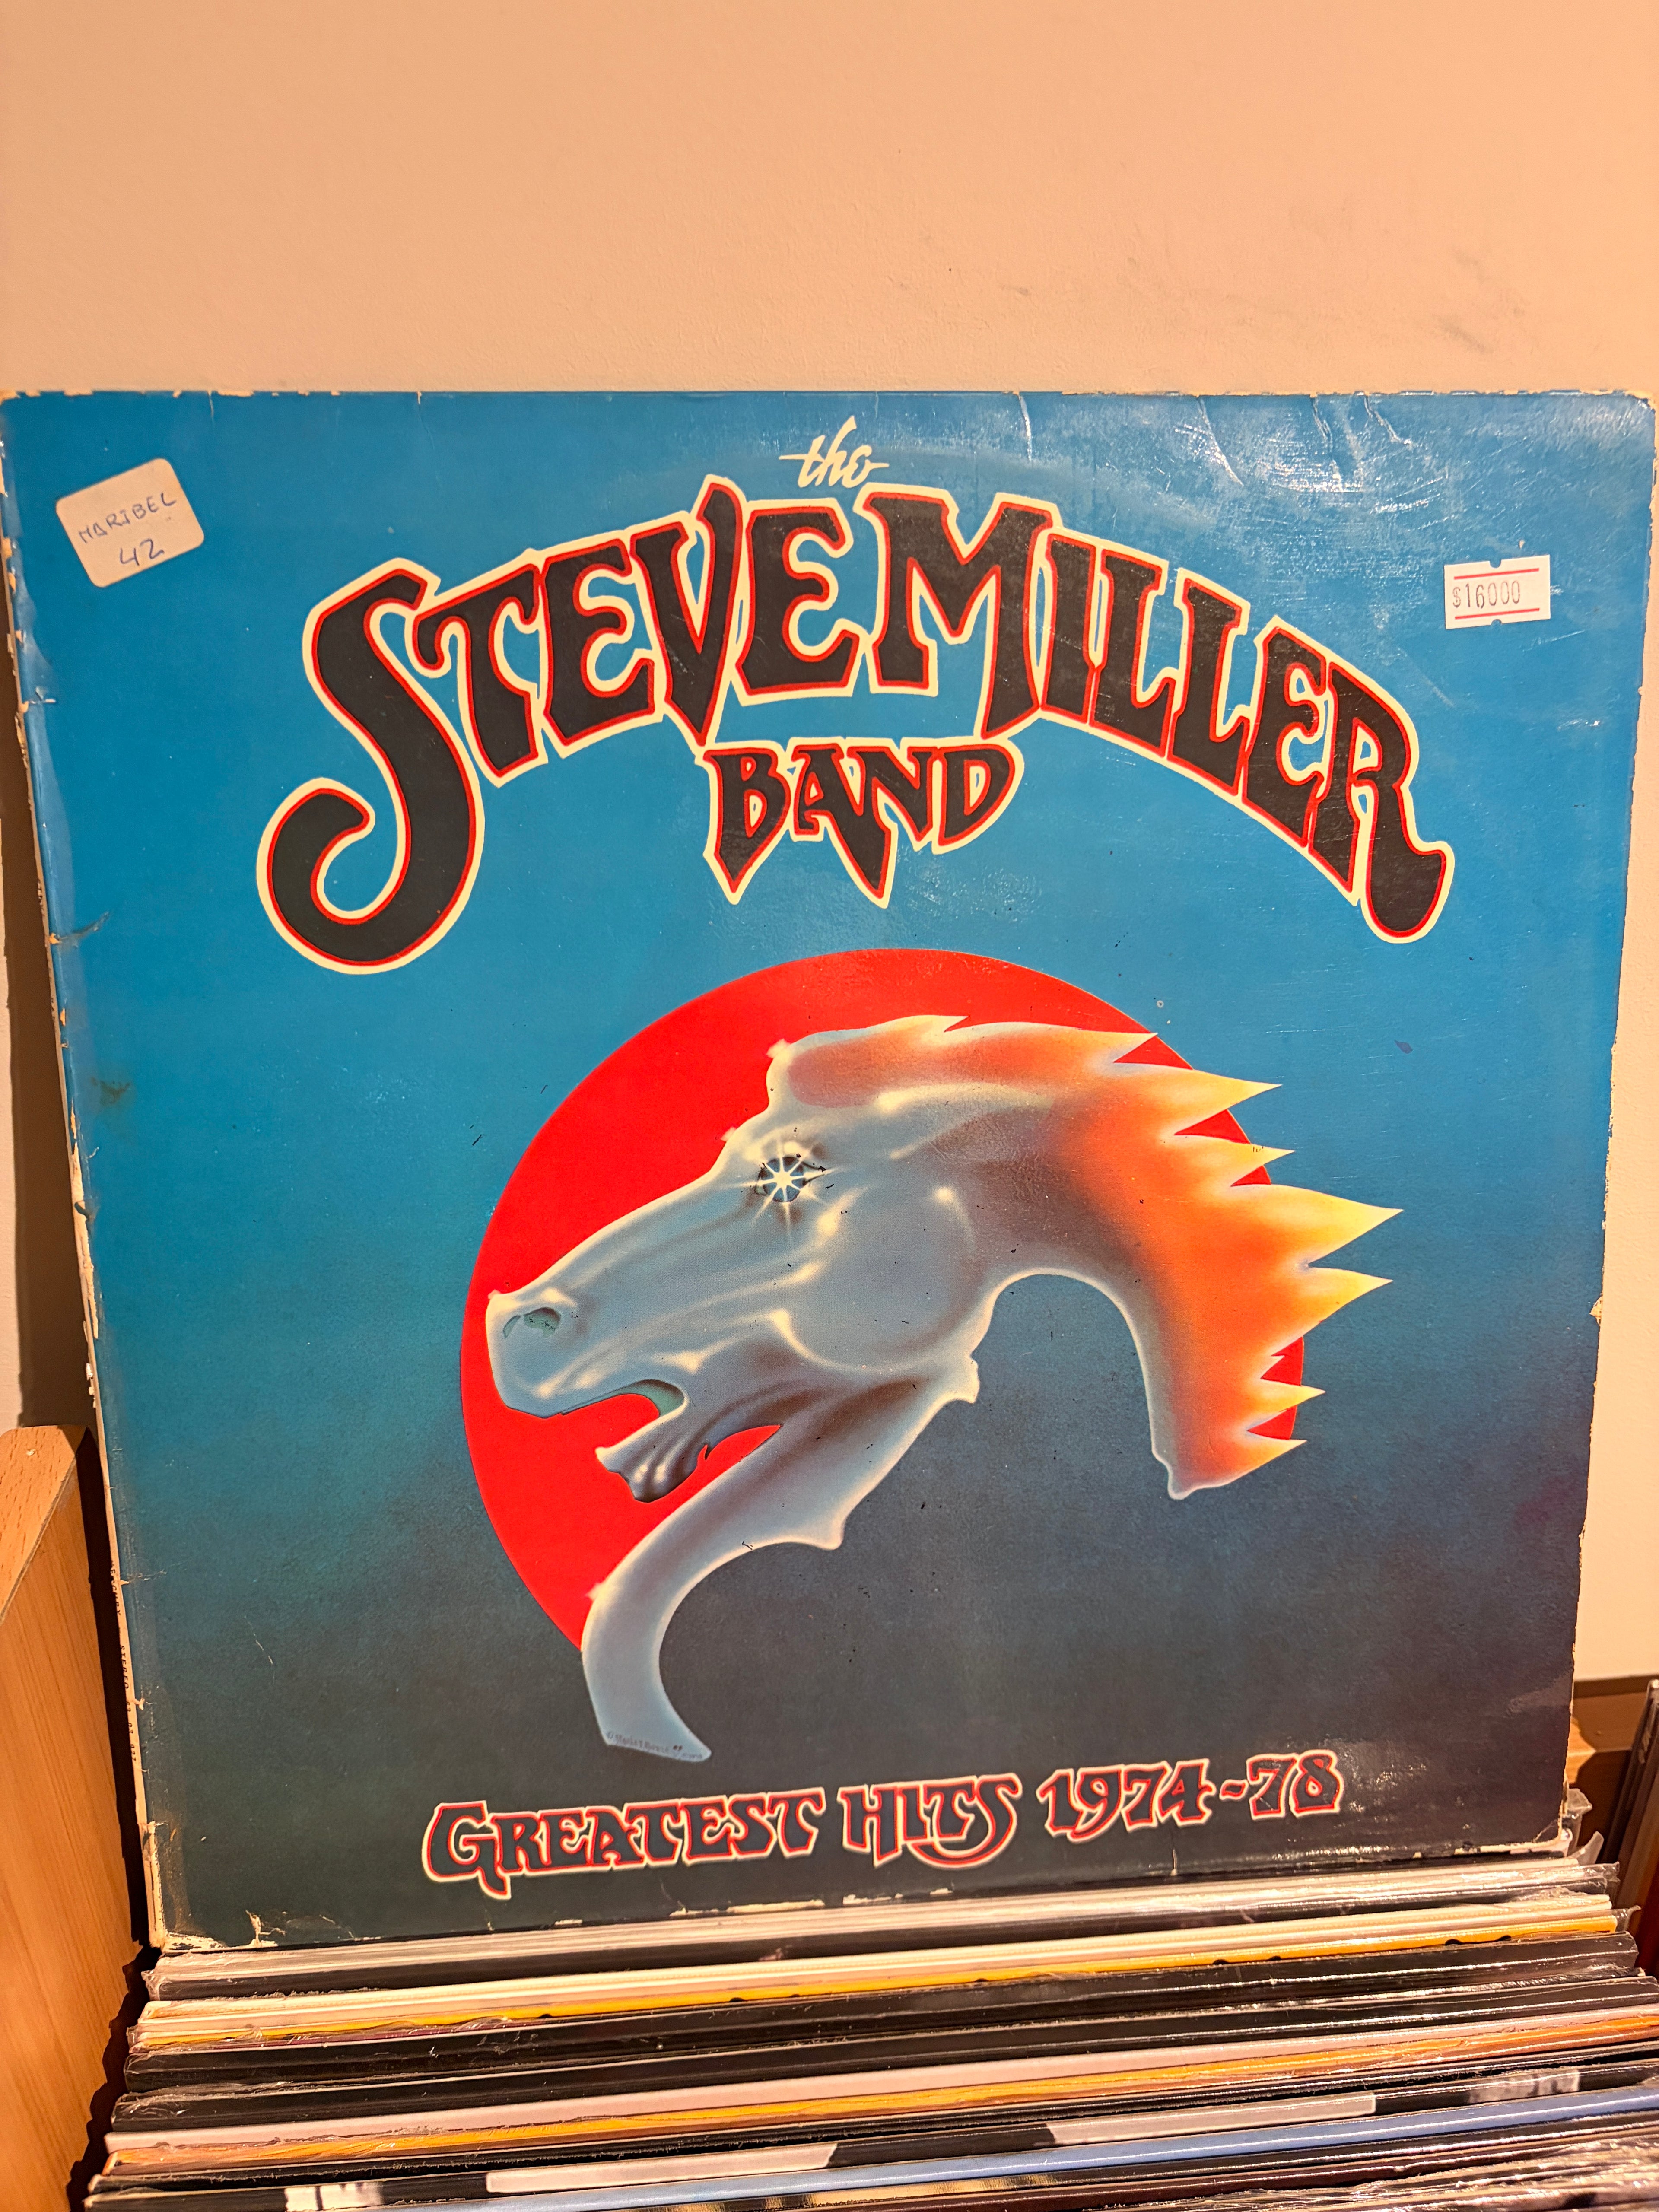 the
STEVE MILLER
BAND
MARIBEL
42
$16000
GREATEST HITS 1974-78